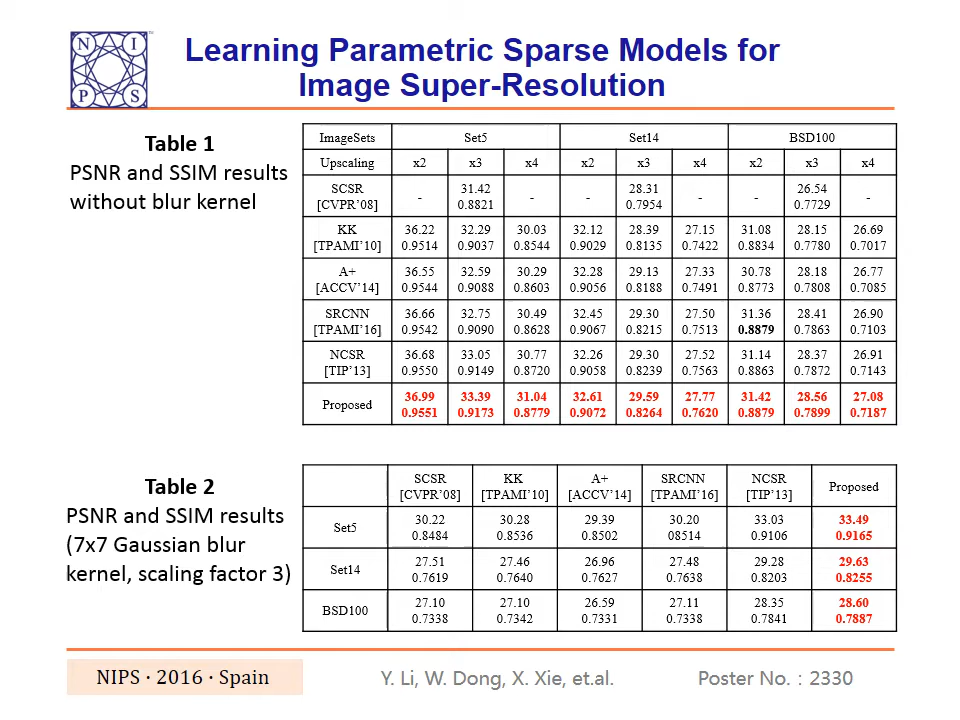 N I P S
Learning Parametric Sparse Models for
Image Super-Resolution
Table 1
PSNR and SSIM results
without blur kernel
ImageSets Set5 Set14 BSD100
Upscaling x2 x3 x4 x2 x3 x4 x2 x3 x4
SCSR [CVPR'08] - 31.42 0.8821 - - 28.31 0.7954 - - 26.54 0.7729 -
KK [TPAMI'10] 36.22 0.9514 32.29 0.9037 30.03 0.8544 32.12 0.9029 28.39 0.8135 27.15 0.7422 31.08 0.8834 28.15 0.7780 26.69 0.7017
A+ [ACCV'14] 36.55 0.9544 32.59 0.9088 30.29 0.8603 32.28 0.9056 29.13 0.8188 27.33 0.7491 30.78 0.8773 28.18 0.7808 26.77 0.7085
SRCNN [TPAMI'16] 36.66 0.9542 32.75 0.9090 30.49 0.8628 32.45 0.9067 29.30 0.8215 27.50 0.7513 31.36 0.8879 28.41 0.7863 26.90 0.7103
NCSR [TIP'13] 36.68 0.9550 33.05 0.9149 30.77 0.8720 32.26 0.9058 29.30 0.8239 27.52 0.7563 31.14 0.8863 28.37 0.7872 26.91 0.7143
Proposed 36.99 0.9551 33.39 0.9173 31.04 0.8779 32.61 0.9072 29.59 0.8264 27.77 0.7620 31.42 0.8879 28.56 0.7899 27.08 0.7187
Table 2
PSNR and SSIM results
(7x7 Gaussian blur
kernel, scaling factor 3)
SCSR [CVPR'08] KK [TPAMI'10] A+ [ACCV'14] SRCNN [TPAMI'16] NCSR [TIP'13] Proposed
Set5 30.22 0.8484 30.28 0.8536 29.39 0.8502 30.20 08514 33.03 0.9106 33.49 0.9165
Set14 27.51 0.7619 27.46 0.7640 26.96 0.7627 27.48 0.7638 29.28 0.8203 29.63 0.8255
BSD100 27.10 0.7338 27.10 0.7342 26.59 0.7331 27.11 0.7338 28.35 0.7841 28.60 0.7887
NIPS · 2016 · Spain
Y. Li, W. Dong, X. Xie, et.al.
Poster No. : 2330